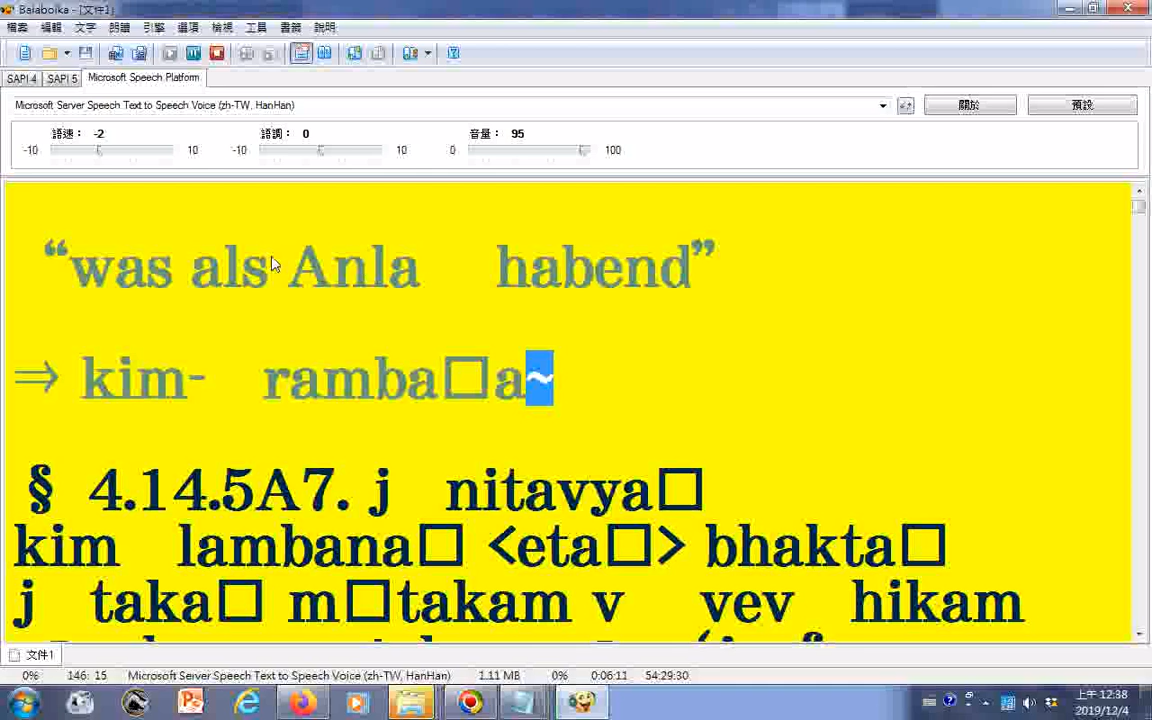 Balabolka - [文件1]
檔案 編輯 文字 朗讀 引擎 選項 檢視 工具 書籤 說明
SAPI 4 SAPI 5 Microsoft Speech Platform
Microsoft Server Speech Text to Speech Voice (zh-TW, HanHan) 關於 預設
語速： -2 語調： 0 音量： 95
-10 10 -10 10 0 100
“was als Anla habend”
⇒ kim- ramba□a~
§ 4.14.5A7. j nitavya□
kim lambana□ <eta□> bhakta□
j taka□ m□takam v vev hikam
文件1
0% 146: 15 Microsoft Server Speech Text to Speech Voice (zh-TW, HanHan) 1.11 MB 0% 0:06:11 54:29:30
上午 12:38
2019/12/4